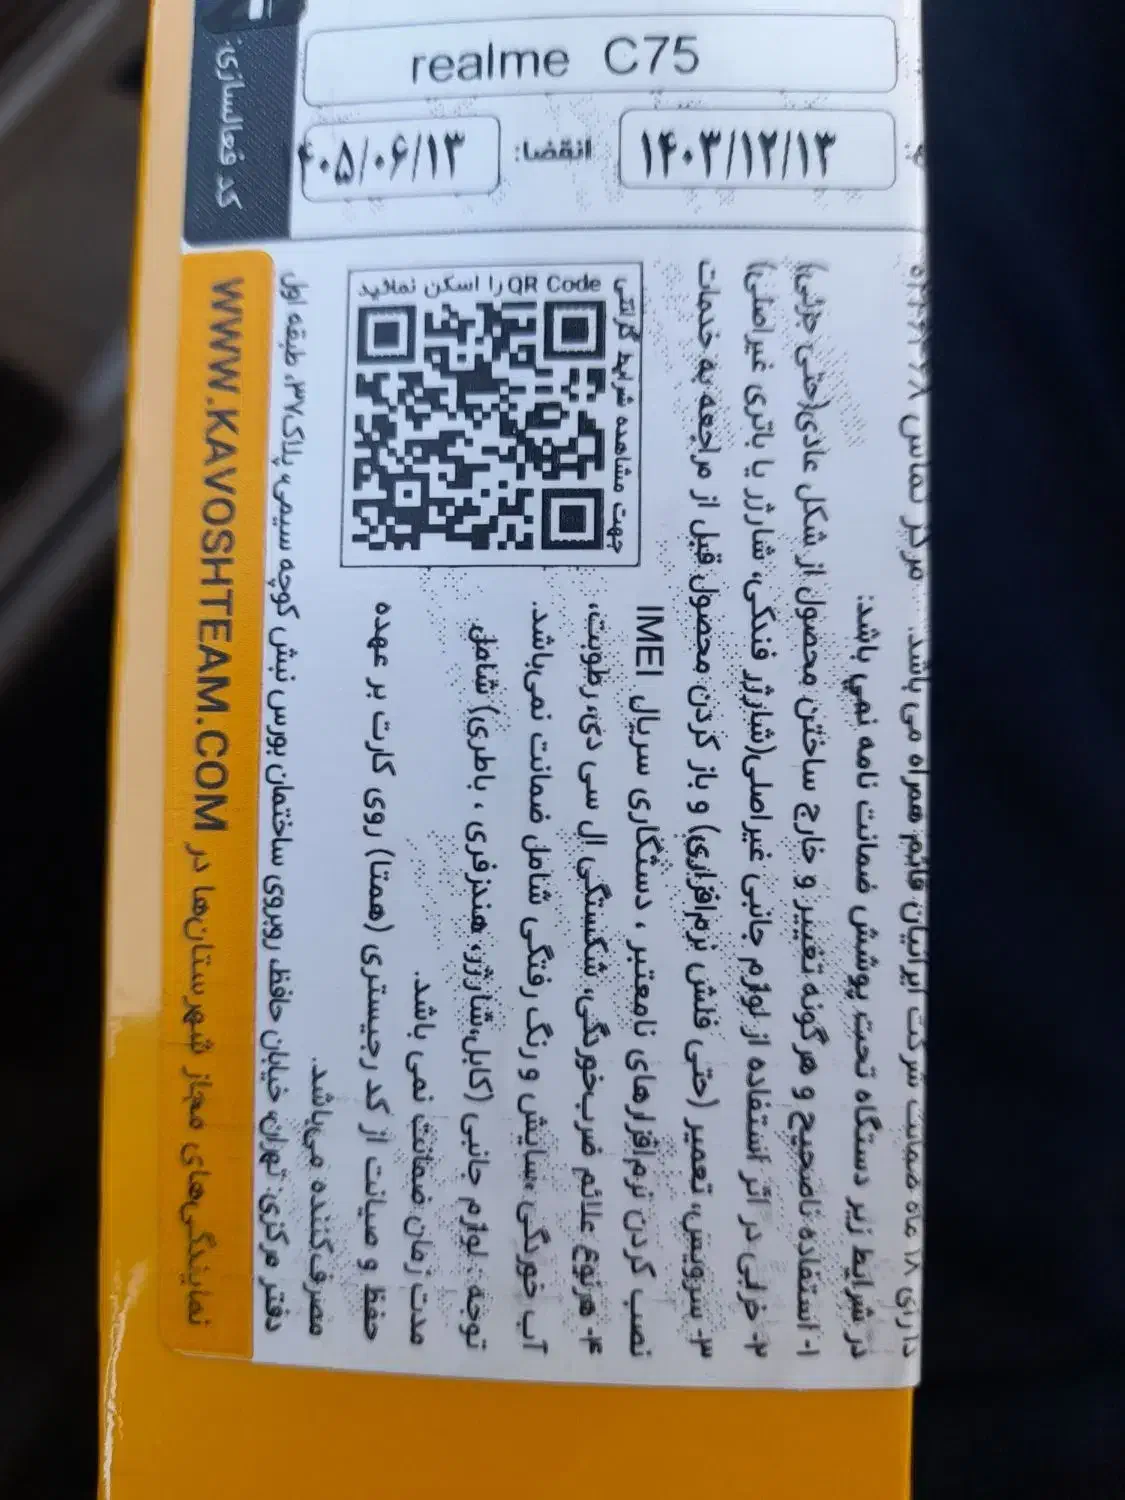 realme C75
۱۴۰۳/۱۲/۱۳ انقضا: ۴۰۵/۰۶/۱۳
کد فعالسازی:
دارای ۱۸ ماه ضمانت شرکت ایرانیان قائم همراه می باشد. مرکز تماس
در شرایط زیر دستگاه تحت پوشش ضمانت نامه نمی باشد:
۱- استفاده ناصحیح و هرگونه تغییر و خارج ساختن محصول از شکل عادی(حتی جزئی)
۲- خرابی در اثر استفاده از لوازم جانبی غیراصلی(شارژر فندکی، شارژر یا باتری غیراصلی)
۳- سرویس، تعمیر (حتی فلش نرم‌افزاری) و باز کردن محصول قبل از مراجعه به خدمات
نصب کردن نرم‌افزارهای نامعتبر ، دستکاری سریال IMEI
۴- هرنوع علائم ضرب‌خوردگی، شکستگی ال سی دی، رطوبت،
آب خوردگی، سایش و رنگ رفتگی شامل ضمانت نمی‌باشد.
توجه : لوازم جانبی (کابل،شارژر، هندزفری ، باطری) شامل
مدت زمان ضمانت نمی باشد.
حفظ و صیانت از کد رجیستری (همتا) روی کارت بر عهده
مصرف‌کننده می‌باشد.
جهت مشاهده شرایط گارانتی
QR Code را اسکن نمائید
دفتر مرکزی: تهران، خیابان حافظ، روبروی ساختمان بورس نبش کوچه سیمی، پلاک۳۷، طبقه اول
نمایندگی‌های مجاز شهرستان‌ها در WWW.KAVOSHTEAM.COM